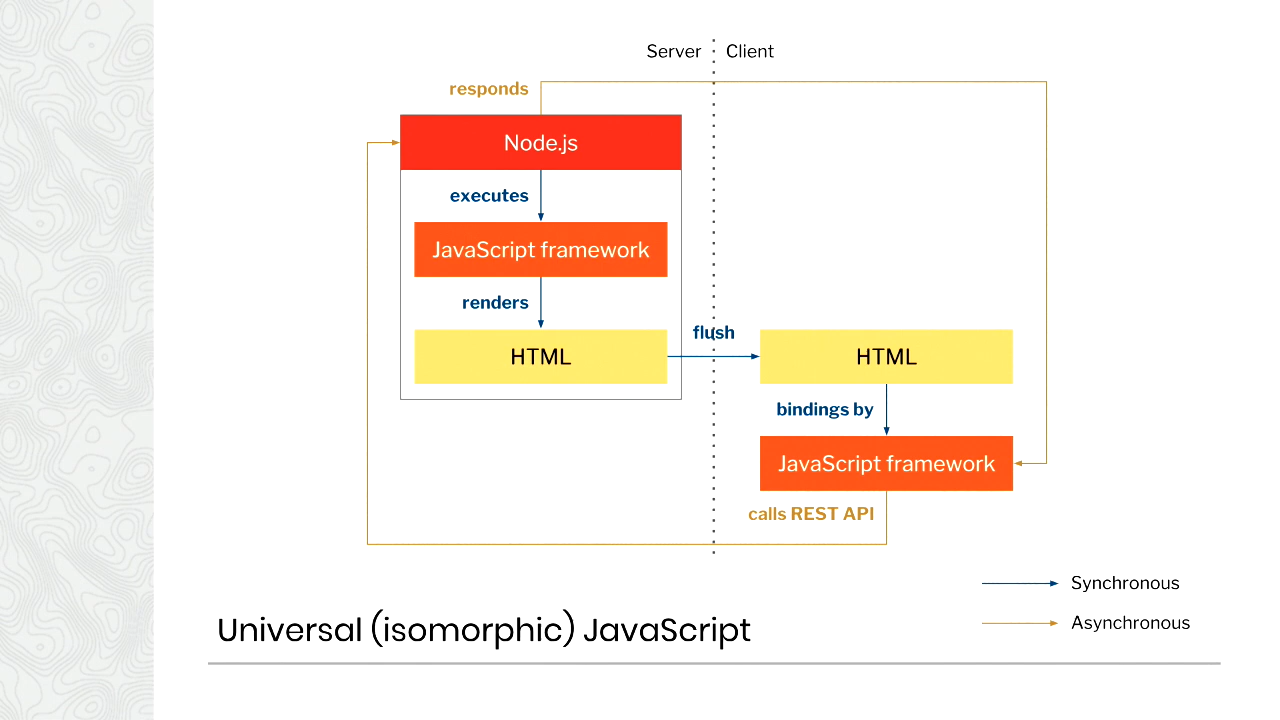 Server
Client
responds
Node.js
executes
JavaScript framework
renders
flush
HTML
HTML
bindings by
JavaScript framework
calls REST API
Synchronous
Asynchronous
Universal (isomorphic) JavaScript